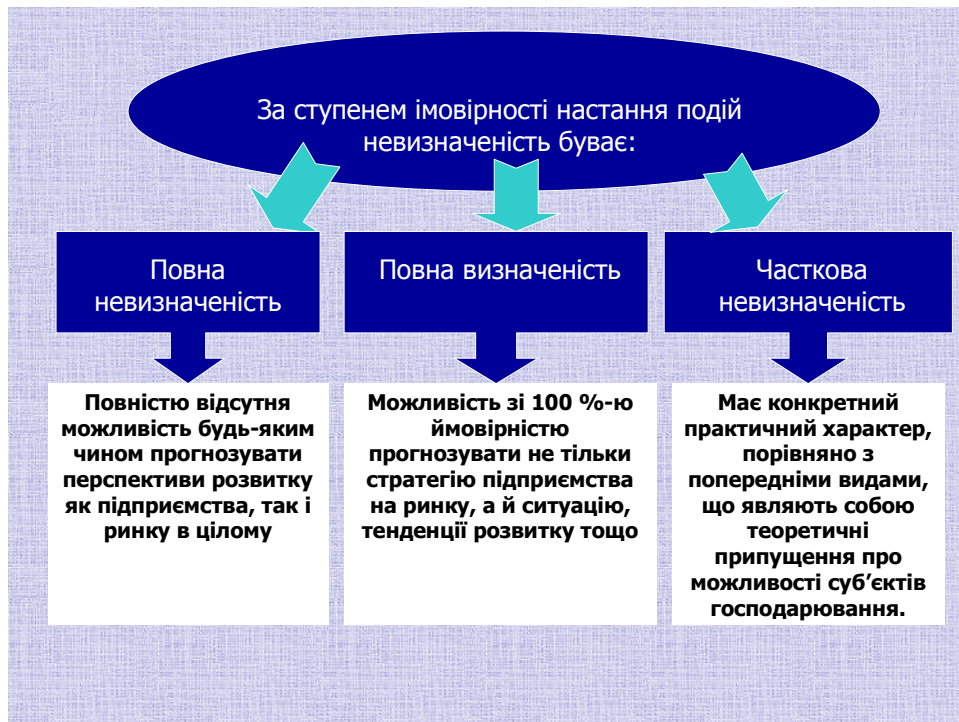 За ступенем імовірності настання подій
невизначеність буває:
Повна
невизначеність
Повна визначеність
Часткова
невизначеність
Повністю відсутня
можливість будь-яким
чином прогнозувати
перспективи розвитку
як підприємства, так і
ринку в цілому
Можливість зі 100 %-ю
ймовірністю
прогнозувати не тільки
стратегію підприємства
на ринку, а й ситуацію,
тенденції розвитку тощо
Має конкретний
практичний характер,
порівняно з
попередніми видами,
що являють собою
теоретичні
припущення про
можливості суб’єктів
господарювання.